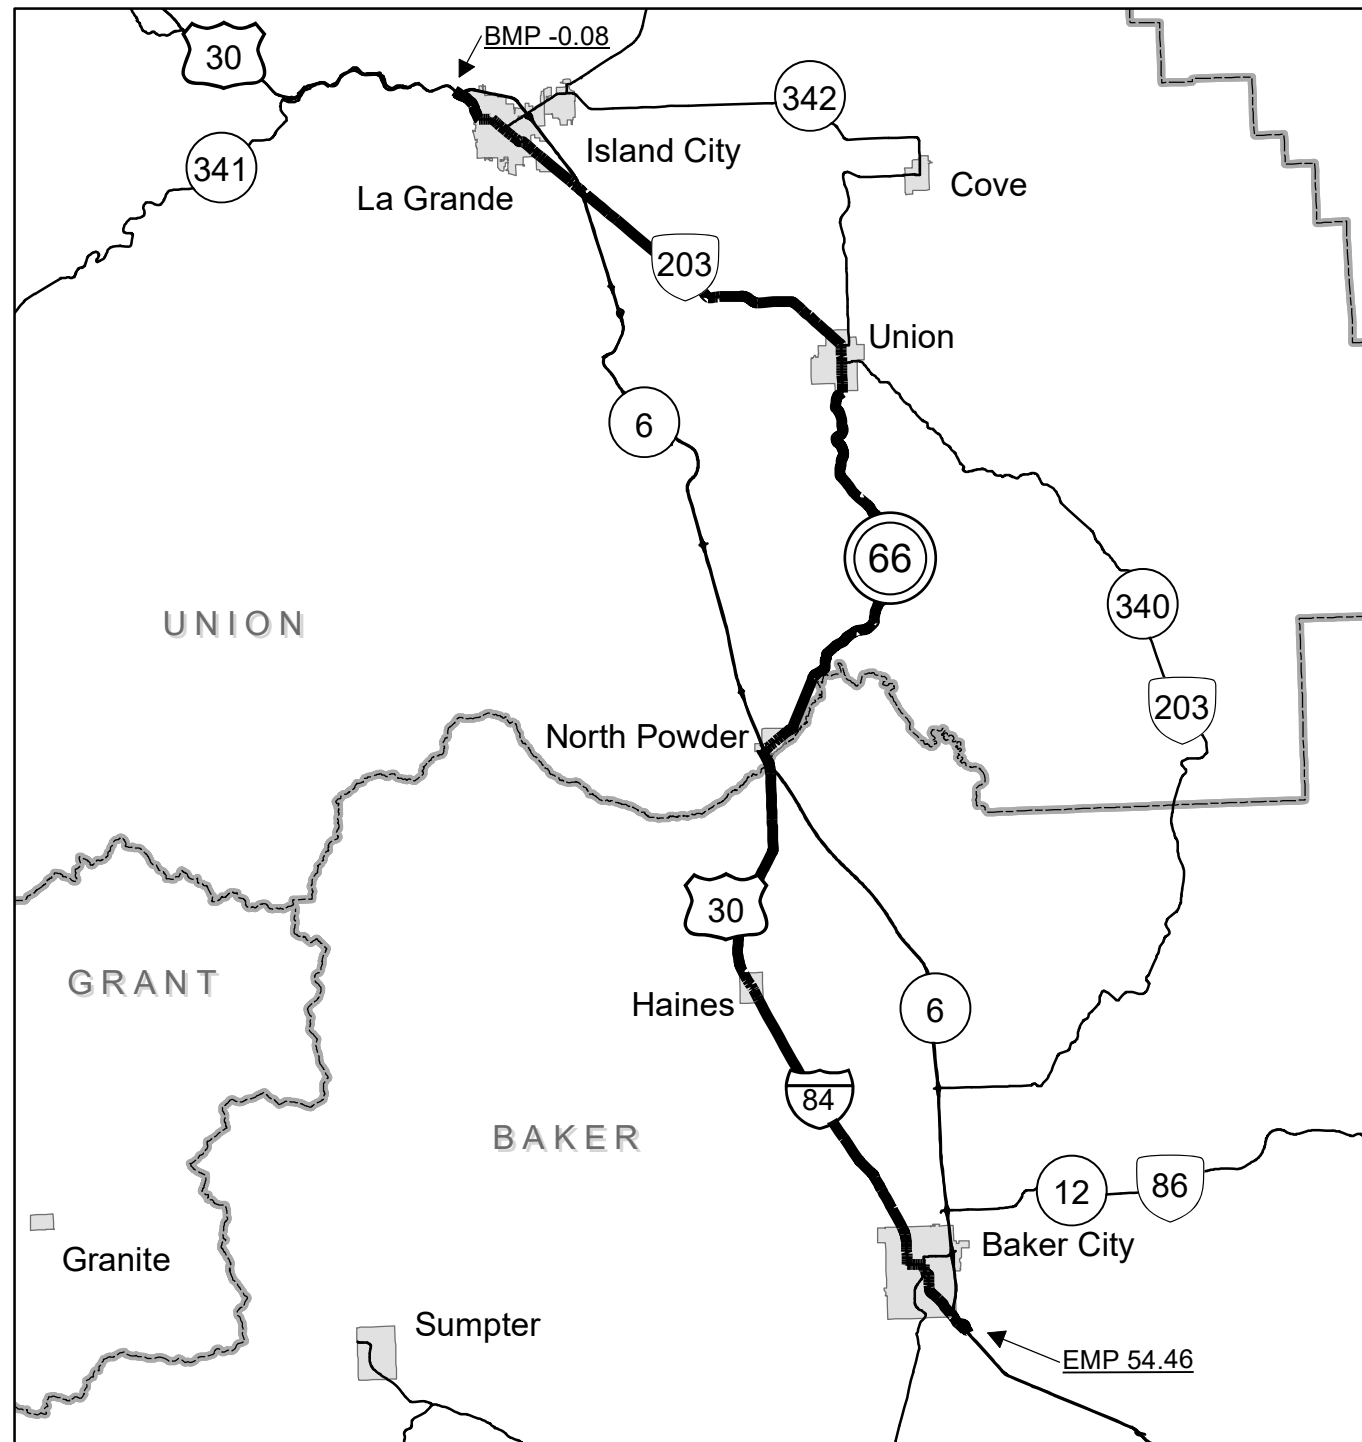 BMP -0.08
30
342
Island City
341
La Grande
Cove
203
Union
6
66
340
UNION
203
North Powder
30
GRANT
Haines
6
84
BAKER
12
86
Baker City
Granite
Sumpter
EMP 54.46